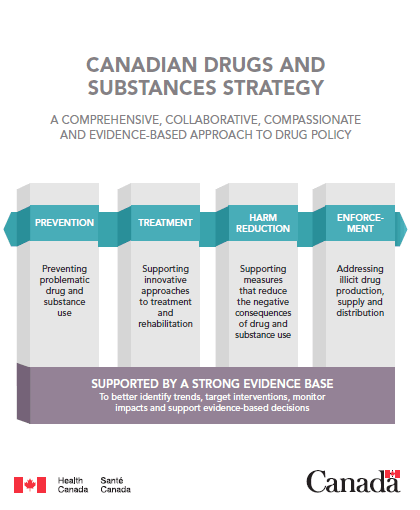 CANADIAN DRUGS AND
SUBSTANCES STRATEGY
A COMPREHENSIVE, COLLABORATIVE, COMPASSIONATE
AND EVIDENCE-BASED APPROACH TO DRUG POLICY
PREVENTION
Preventing
problematic
drug and
substance
use
TREATMENT
Supporting
innovative
approaches
to treatment
and
rehabilitation
HARM
REDUCTION
Supporting
measures
that reduce
the negative
consequences
of drug and
substance use
ENFORCE-
MENT
Addressing
illicit drug
production,
supply and
distribution
SUPPORTED BY A STRONG EVIDENCE BASE
To better identify trends, target interventions, monitor
impacts and support evidence-based decisions
Health
Canada
Santé
Canada
Canada